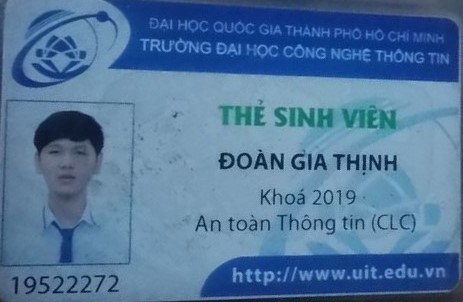 ĐẠI HỌC QUỐC GIA THÀNH PHỐ HỒ CHÍ MINH
TRƯỜNG ĐẠI HỌC CÔNG NGHỆ THÔNG TIN
THẺ SINH VIÊN
ĐOÀN GIA THỊNH
Khoá 2019
An toàn Thông tin (CLC)
19522272
http://www.uit.edu.vn